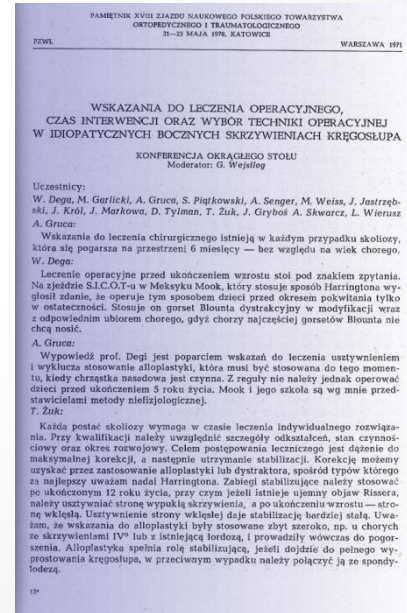 PAMIĘTNIK XVIII ZJAZDU NAUKOWEGO POLSKIEGO TOWARZYSTWA
ORTOPEDYCZNEGO I TRAUMATOLOGICZNEGO
21—22 MAJA 1970, KATOWICE
PZWL WARSZAWA 1971
WSKAZANIA DO LECZENIA OPERACYJNEGO,
CZAS INTERWENCJI ORAZ WYBÓR TECHNIKI OPERACYJNEJ
W IDIOPATYCZNYCH BOCZNYCH SKRZYWIENIACH KRĘGOSŁUPA
KONFERENCJA OKRĄGŁEGO STOŁU
Moderator: G. Wejsflog
Uczestnicy:
W. Dega, M. Garlicki, A. Gruca, S. Piątkowski, A. Senger, M. Weiss, J. Jastrzęb-
ski, J. Król, J. Markowa, D. Tylman, T. Żuk, J. Gryboś A. Skwarcz, L. Wierusz
A. Gruca:
Wskazania do leczenia chirurgicznego istnieją w każdym przypadku skoliozy,
która się pogarsza na przestrzeni 6 miesięcy — bez względu na wiek chorego.
W. Dega:
Leczenie operacyjne przed ukończeniem wzrostu stoi pod znakiem zapytania.
Na zjeździe S.I.C.O.T-u w Meksyku Mook, który stosuje sposób Harringtona wy-
głosił zdanie, że operuje tym sposobem dzieci przed okresem pokwitania tylko
w ostateczności. Stosuje on gorset Blounta dystrakcyjny w modyfikacji wraz
z odpowiednim ubiorem chorego, gdyż chorzy najczęściej gorsetów Blounta nie
chcą nosić.
A. Gruca:
Wypowiedź prof. Degi jest poparciem wskazań do leczenia usztywnieniem
i wyklucza stosowanie alloplastyki, która musi być stosowana do tego momen-
tu, kiedy chrząstka nasadowa jest czynna. Z reguły nie należy jednak operować
dzieci przed ukończeniem 5 roku życia. Mook i jego szkoła są wg mnie przed-
stawicielami metody niefizjologicznej.
T. Żuk:
Każda postać skoliozy wymaga w czasie leczenia indywidualnego rozwiąza-
nia. Przy kwalifikacji należy uwzględnić szczegóły odkształceń, stan czynnoś-
ciowy oraz okres rozwojowy. Celem postępowania leczniczego jest dążenie do
maksymalnej korekcji, a następnie utrzymanie stabilizacji. Korekcję możemy
uzyskać przez zastosowanie alloplastyki lub dystraktora, spośród typów którego
za najlepszy uważam nadal Harringtona. Zabiegi stabilizujące należy stosować
po ukończonym 12 roku życia, przy czym jeżeli istnieje ujemny objaw Rissera,
należy usztywniać stronę wypukłą skrzywienia, a po ukończeniu wzrostu — stro-
nę wklęsłą. Usztywnienie strony wklęsłej daje stabilizację bardziej stałą. Uwa-
żam, że wskazania do alloplastyki były stosowane zbyt szeroko, np. u chorych
ze skrzywieniami IV° lub z istniejącą lordozą, i prowadziły wówczas do pogor-
szenia. Alloplastyka spełnia rolę stabilizującą, jeżeli dojdzie do pełnego wy-
prostowania kręgosłupa, w przeciwnym wypadku należy połączyć ją ze spondy-
lodezą.
13*